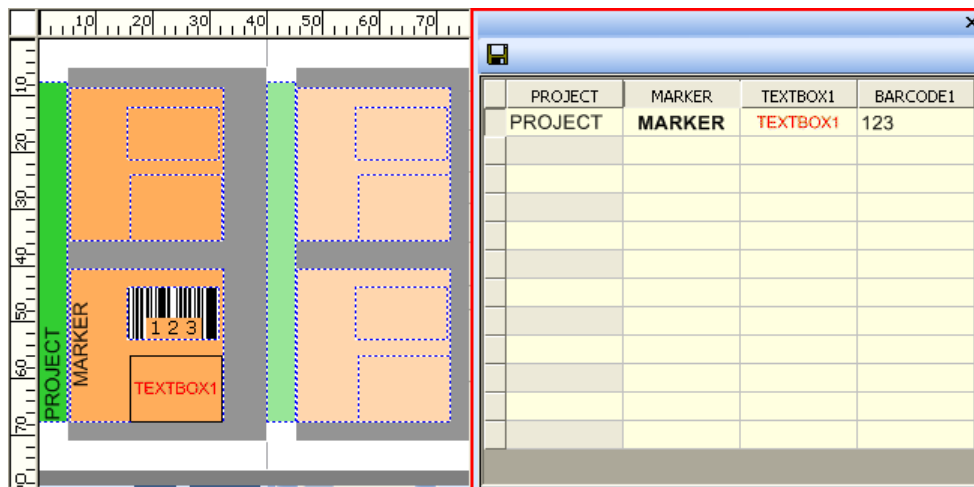 10 20 30 40 50 60 70
10
20
30
40
50
60
70
PROJECT
MARKER
1 2 3
TEXTBOX1
PROJECT MARKER TEXTBOX1 BARCODE1
PROJECT MARKER TEXTBOX1 123